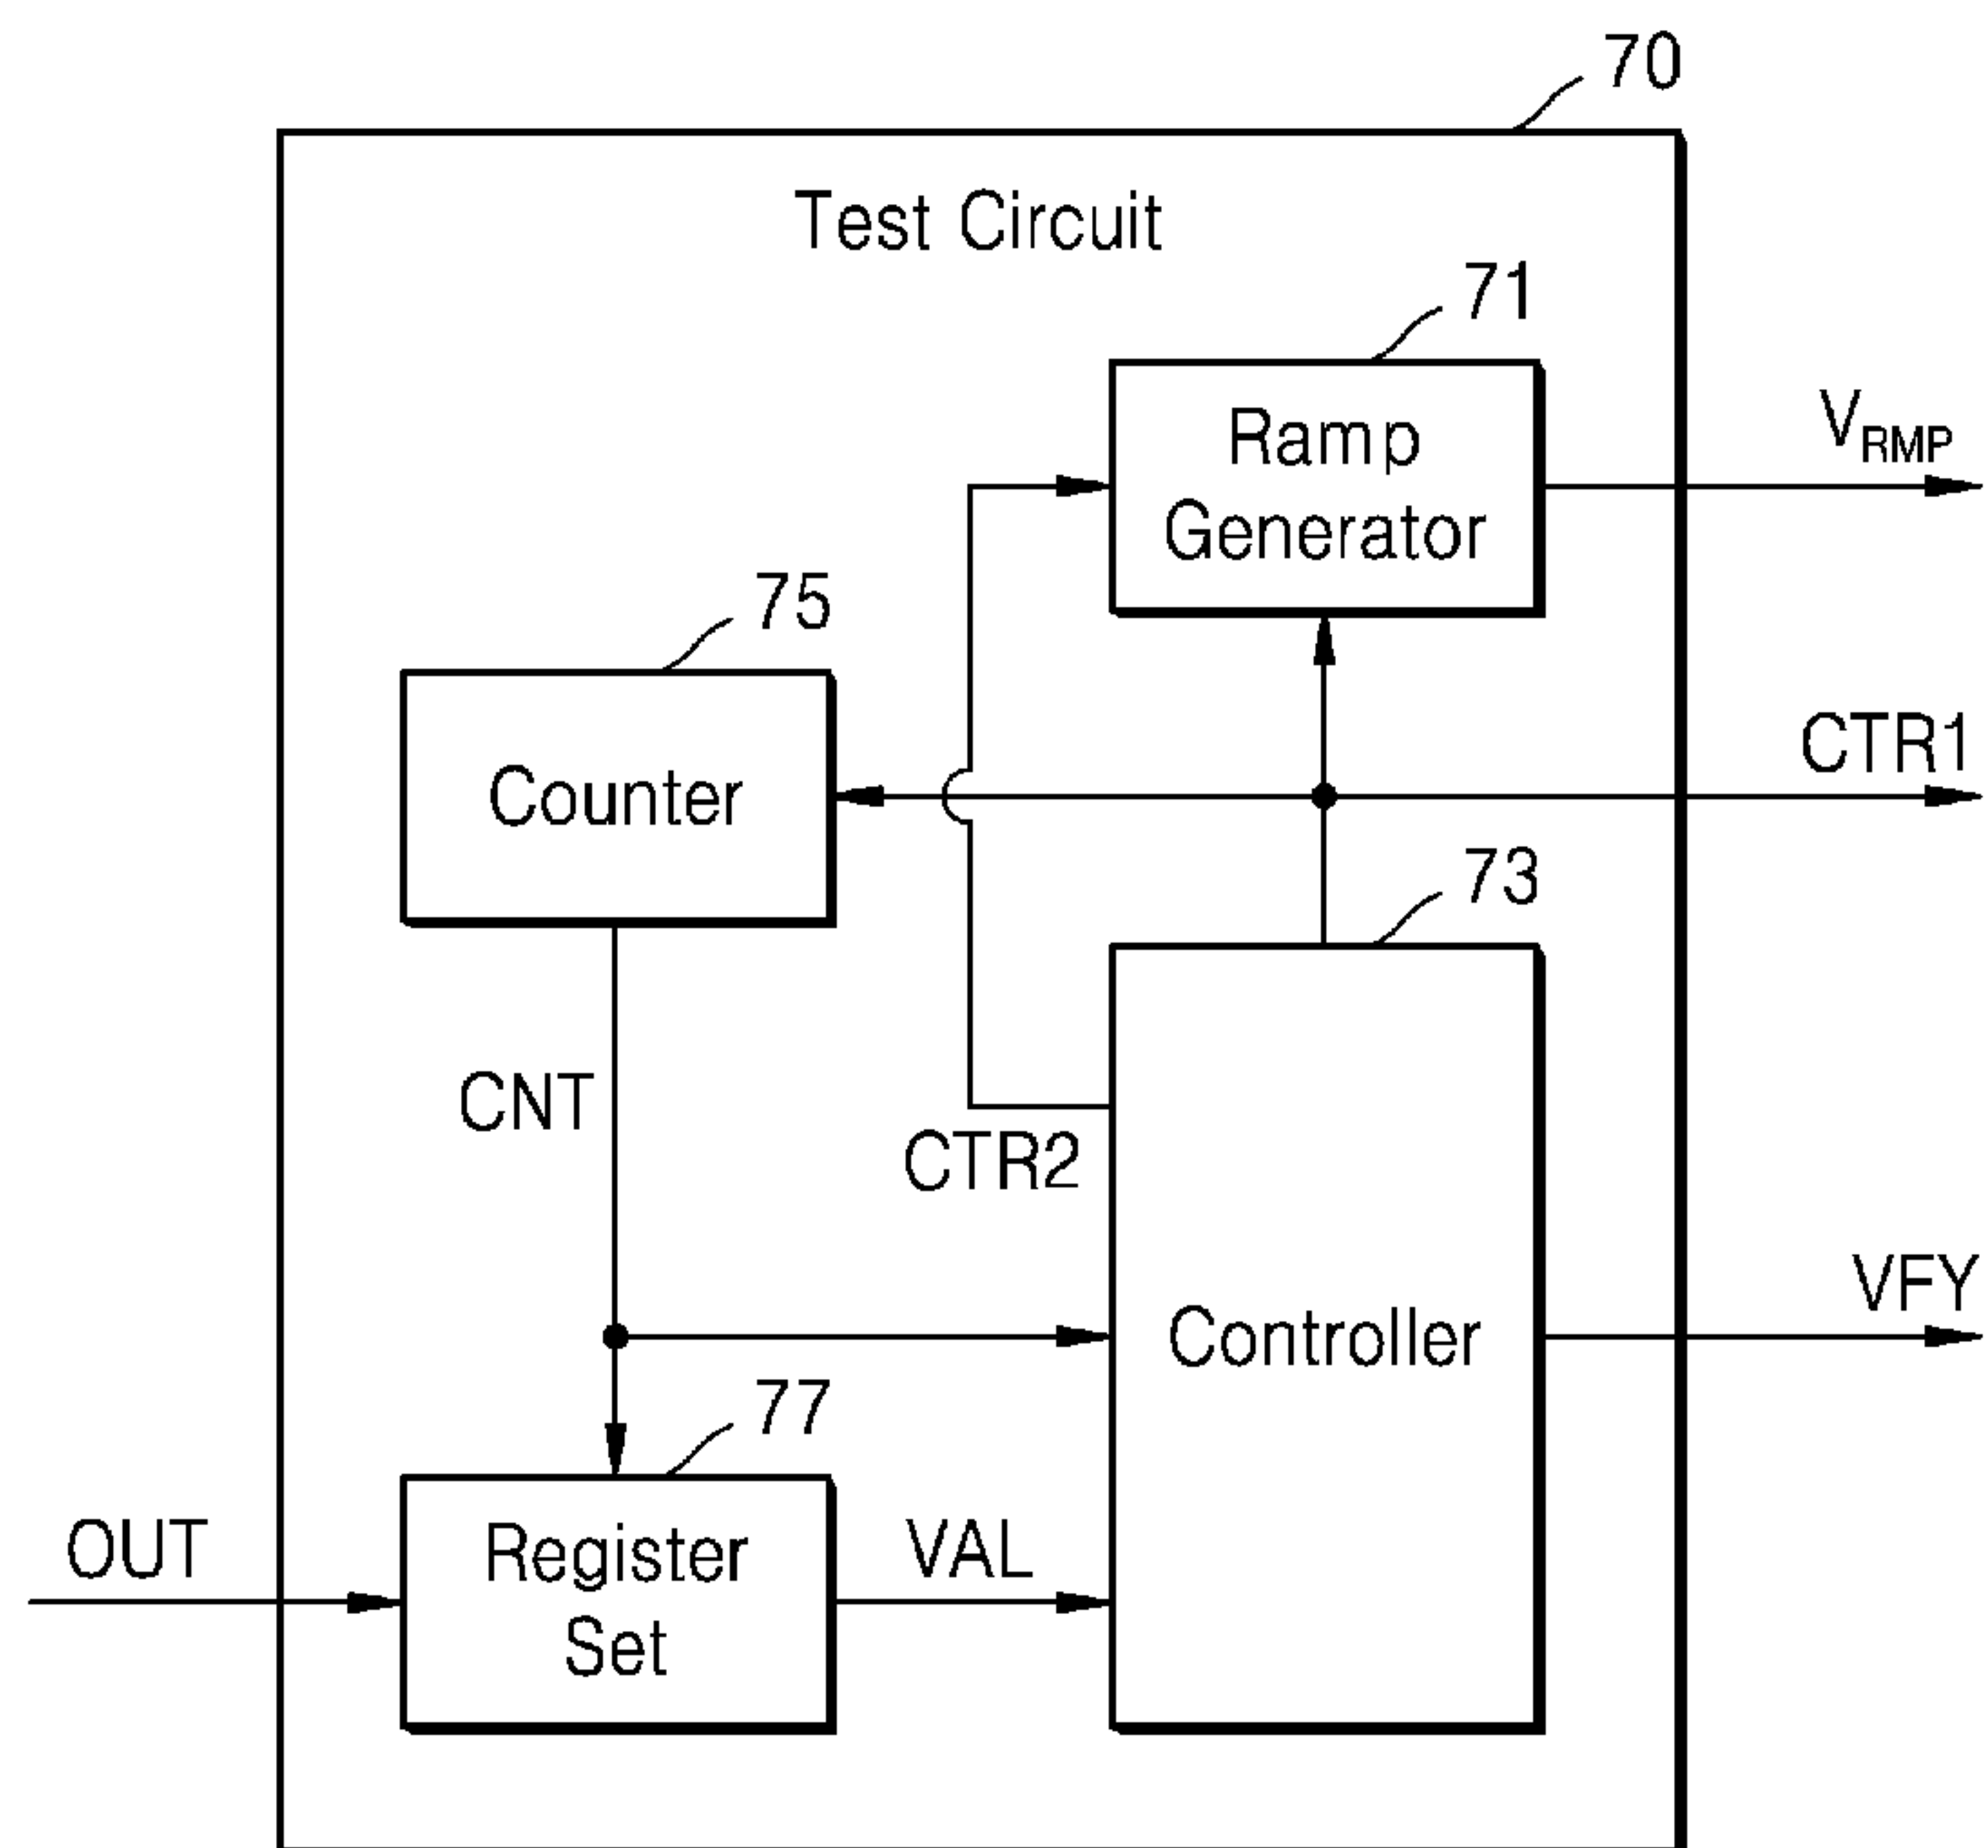 70
Test Circuit
71
Ramp
Generator
VRMP
75
Counter
CTR1
73
CNT
CTR2
Controller
VFY
77
OUT
Register
Set
VAL